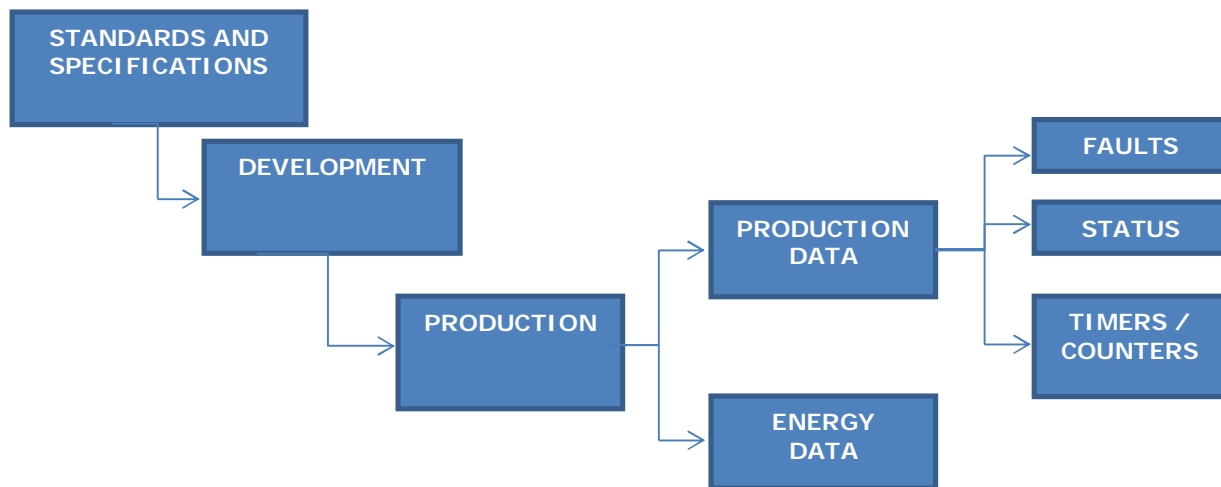 STANDARDS AND
SPECIFICATIONS
DEVELOPMENT
PRODUCTION
PRODUCTION
DATA
ENERGY
DATA
FAULTS
STATUS
TIMERS /
COUNTERS